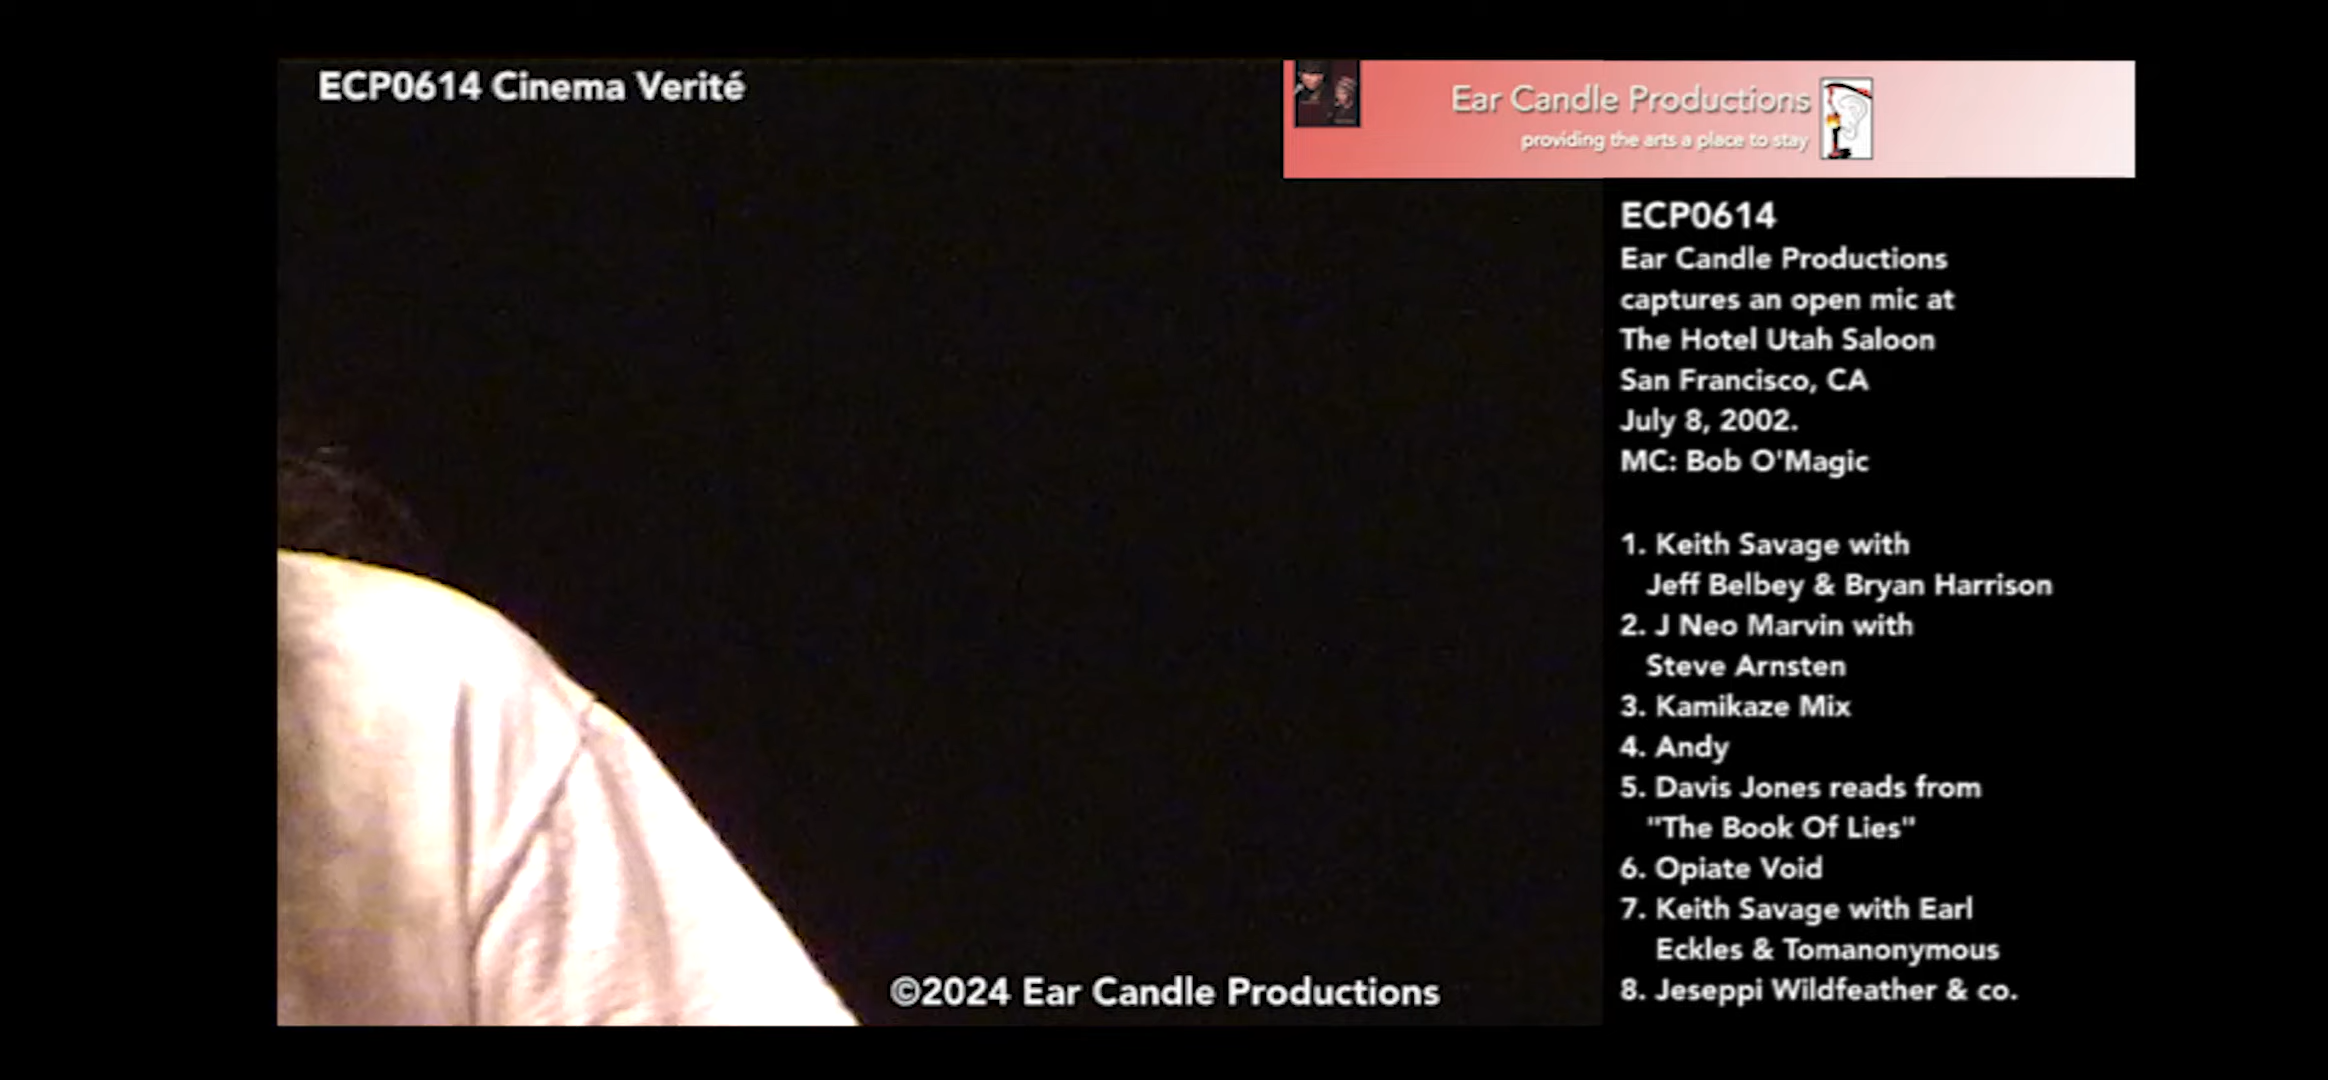 ECP0614 Cinema Verité
Ear Candle Productions
providing the arts a place to stay
ECP0614
Ear Candle Productions
captures an open mic at
The Hotel Utah Saloon
San Francisco, CA
July 8, 2002.
MC: Bob O'Magic
1. Keith Savage with
Jeff Belbey & Bryan Harrison
2. J Neo Marvin with
Steve Arnsten
3. Kamikaze Mix
4. Andy
5. Davis Jones reads from
"The Book Of Lies"
6. Opiate Void
7. Keith Savage with Earl
Eckles & Tomanonymous
8. Jeseppi Wildfeather & co.
©2024 Ear Candle Productions